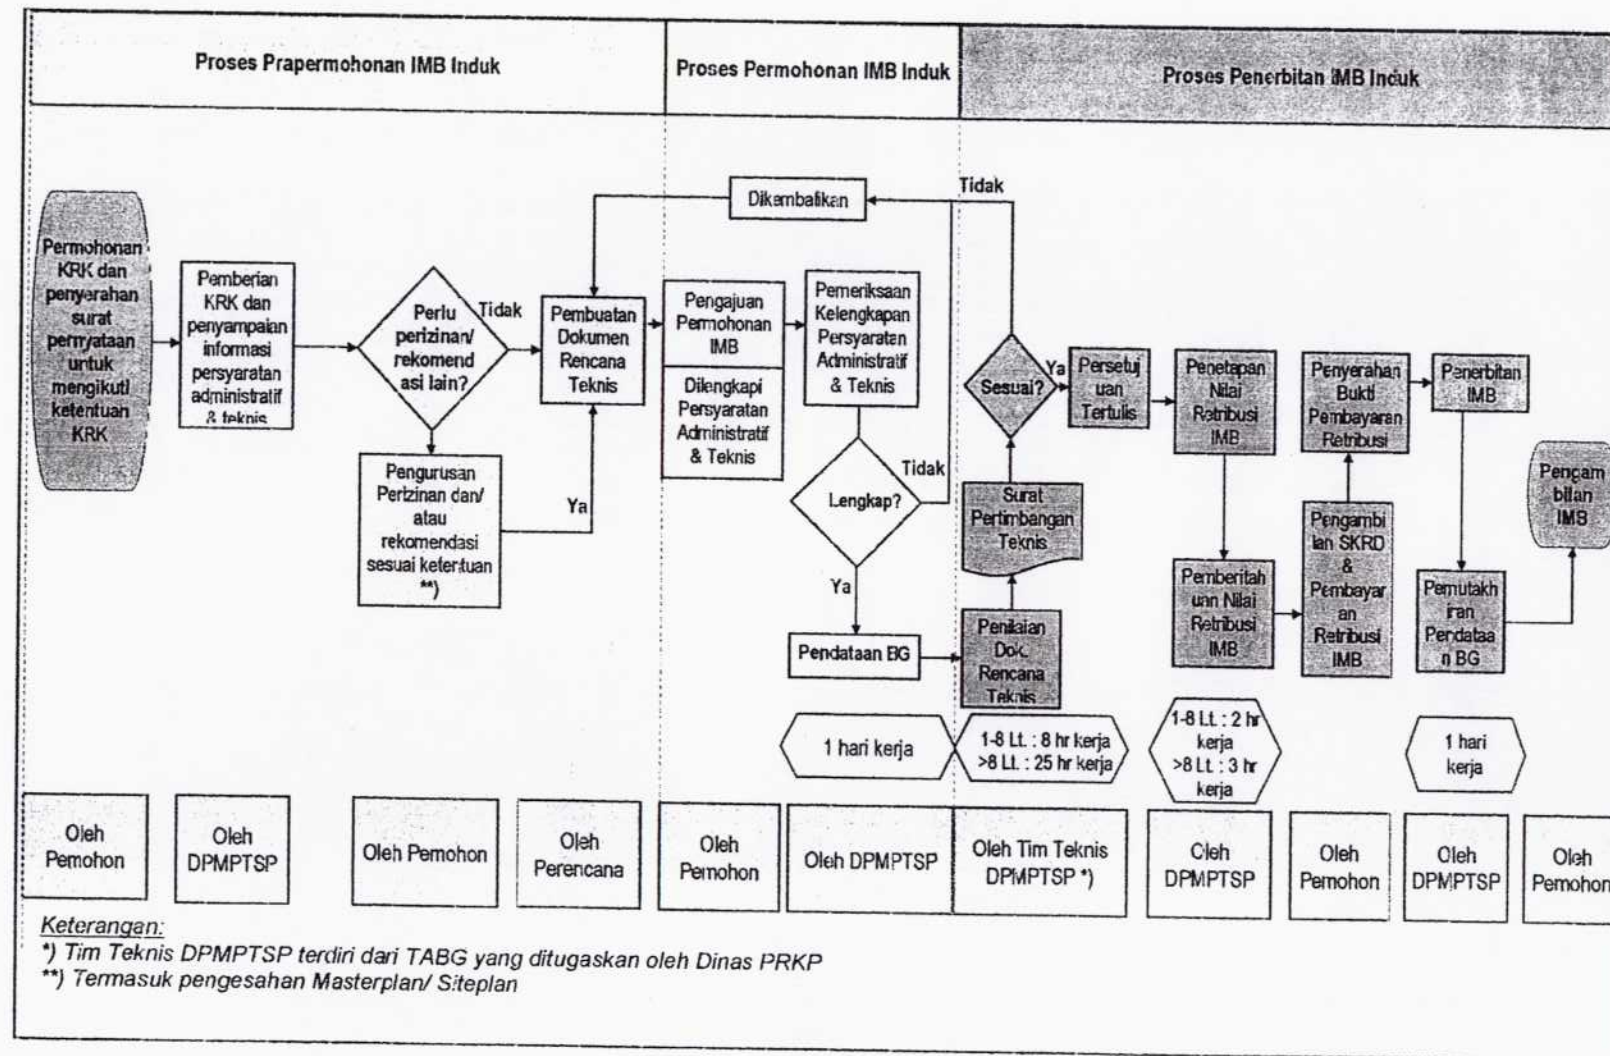 Proses Prapermohonan IMB Induk
Proses Permohonan IMB Induk
Proses Penerbitan IMB Induk
Permohonan
KRK dan
penyerahan
surat
pernyataan
untuk
mengikuti
ketentuan
KRK
Pemberian
KRK dan
penyampaian
informasi
persyaratan
administratif
& teknis
Perlu
perizinan/
rekomend
asi lain?
Tidak
Ya
Pengurusan
Perizinan dan/
atau
rekomendasi
sesuai ketentuan
**)
Pembuatan
Dokumen
Rencana
Teknis
Dikembalikan
Tidak
Pengajuan
Permohonan
IMB
Dilengkapi
Persyaratan
Administratif
& Teknis
Pemeriksaan
Kelengkapan
Persyaratan
Administratif
& Teknis
Lengkap?
Tidak
Ya
Pendataan BG
Penilaian
Dok.
Rencana
Teknis
Surat
Pertimbangan
Teknis
Sesuai?
Ya
Persetuj
uan
Tertulis
Penetapan
Nilai
Retribusi
IMB
Pemberitah
uan Nilai
Retribusi
IMB
Pengambi
lan SKRD
&
Pembayar
an
Retribusi
IMB
Penyerahan
Bukti
Pembayaran
Retribusi
Penerbitan
IMB
Pemutakh
iran
Pendataa
n BG
Pengam
bilan
IMB
1 hari kerja
1-8 Lt. : 8 hr kerja
>8 Lt. : 25 hr kerja
1-8 Lt. : 2 hr
kerja
>8 Lt. : 3 hr
kerja
1 hari
kerja
Oleh
Pemohon
Oleh
DPMPTSP
Oleh Pemohon
Oleh
Perencana
Oleh
Pemohon
Oleh DPMPTSP
Oleh Tim Teknis
DPMPTSP *)
Oleh
DPMPTSP
Oleh
Pemohon
Oleh
DPMPTSP
Oleh
Pemohon
Keterangan:
*) Tim Teknis DPMPTSP terdiri dari TABG yang ditugaskan oleh Dinas PRKP
**) Termasuk pengesahan Masterplan/ Siteplan